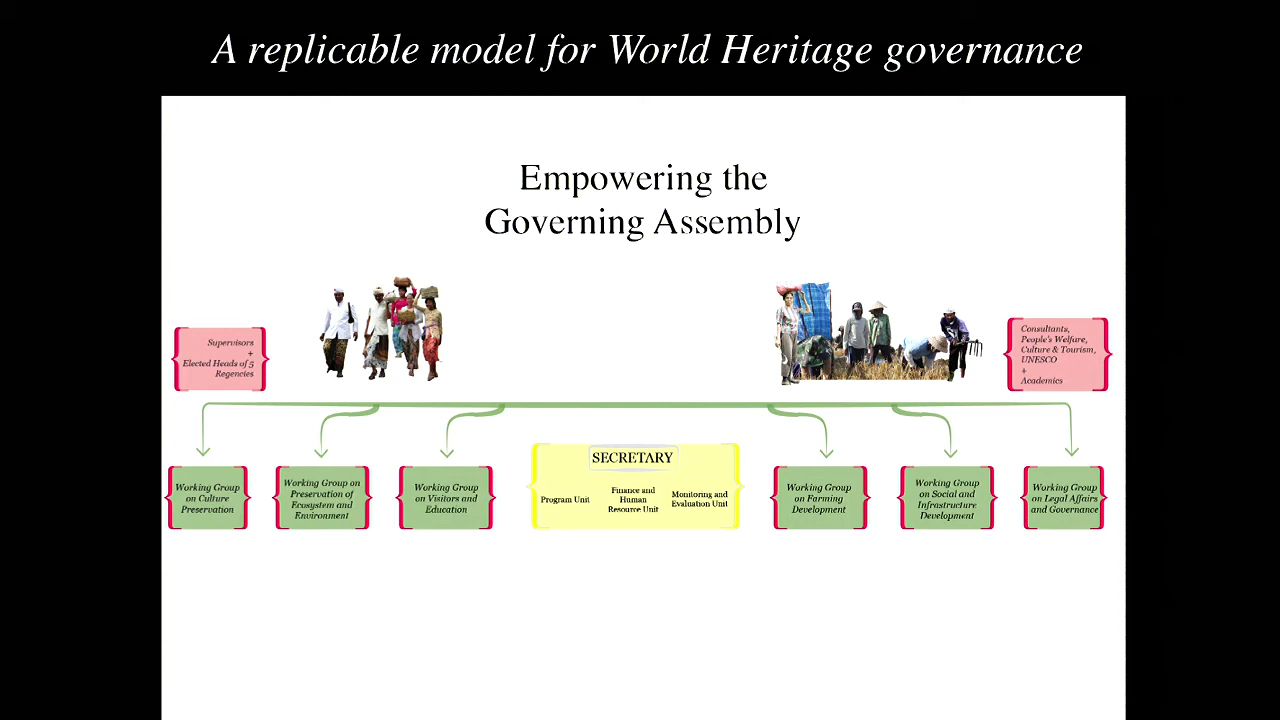 A replicable model for World Heritage governance
Empowering the
Governing Assembly
Supervisors
+
Elected Heads of 5
Regencies
Consultants,
People's Welfare,
Culture & Tourism,
UNESCO
+
Academics
Working Group
on Culture
Preservation
Working Group on
Preservation of
Ecosystem and
Environment
Working Group
on Visitors and
Education
SECRETARY
Program Unit
Finance and
Human
Resource Unit
Monitoring and
Evaluation Unit
Working Group
on Farming
Development
Working Group
on Social and
Infrastructure
Development
Working Group
on Legal Affairs
and Governance